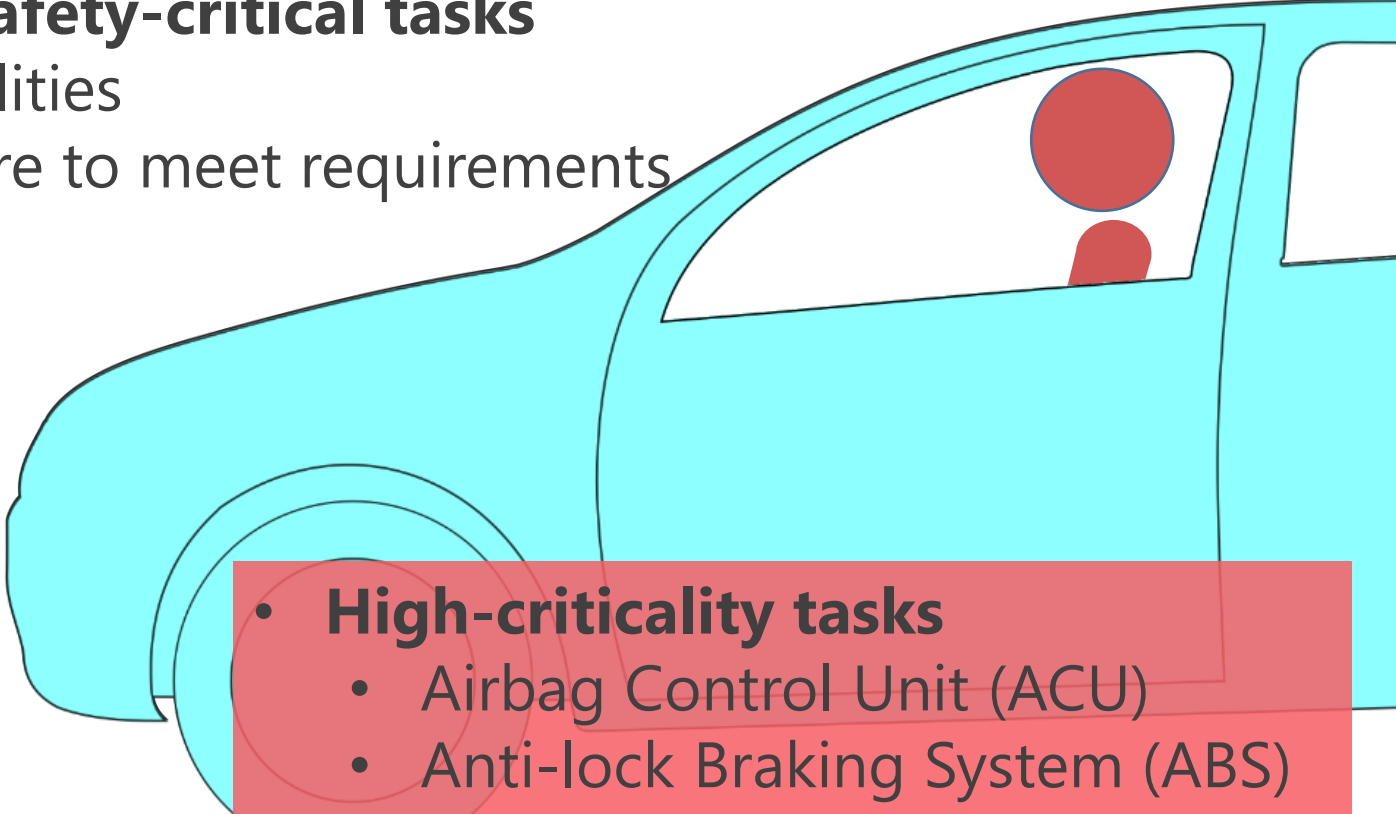 afety-critical tasks
lities
re to meet requirements
• High-criticality tasks
• Airbag Control Unit (ACU)
• Anti-lock Braking System (ABS)